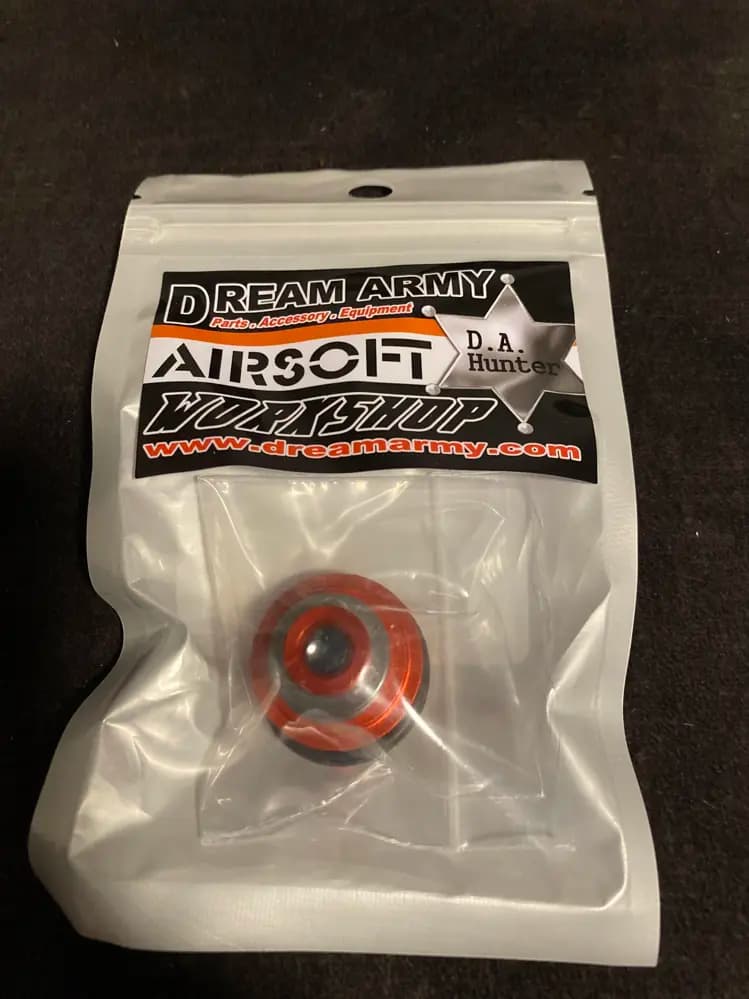 DREAM ARMY
Parts . Accessory . Equipment
AIRSOFT
D.A.
Hunter
WORKSHOP
www.dreamarmy.com